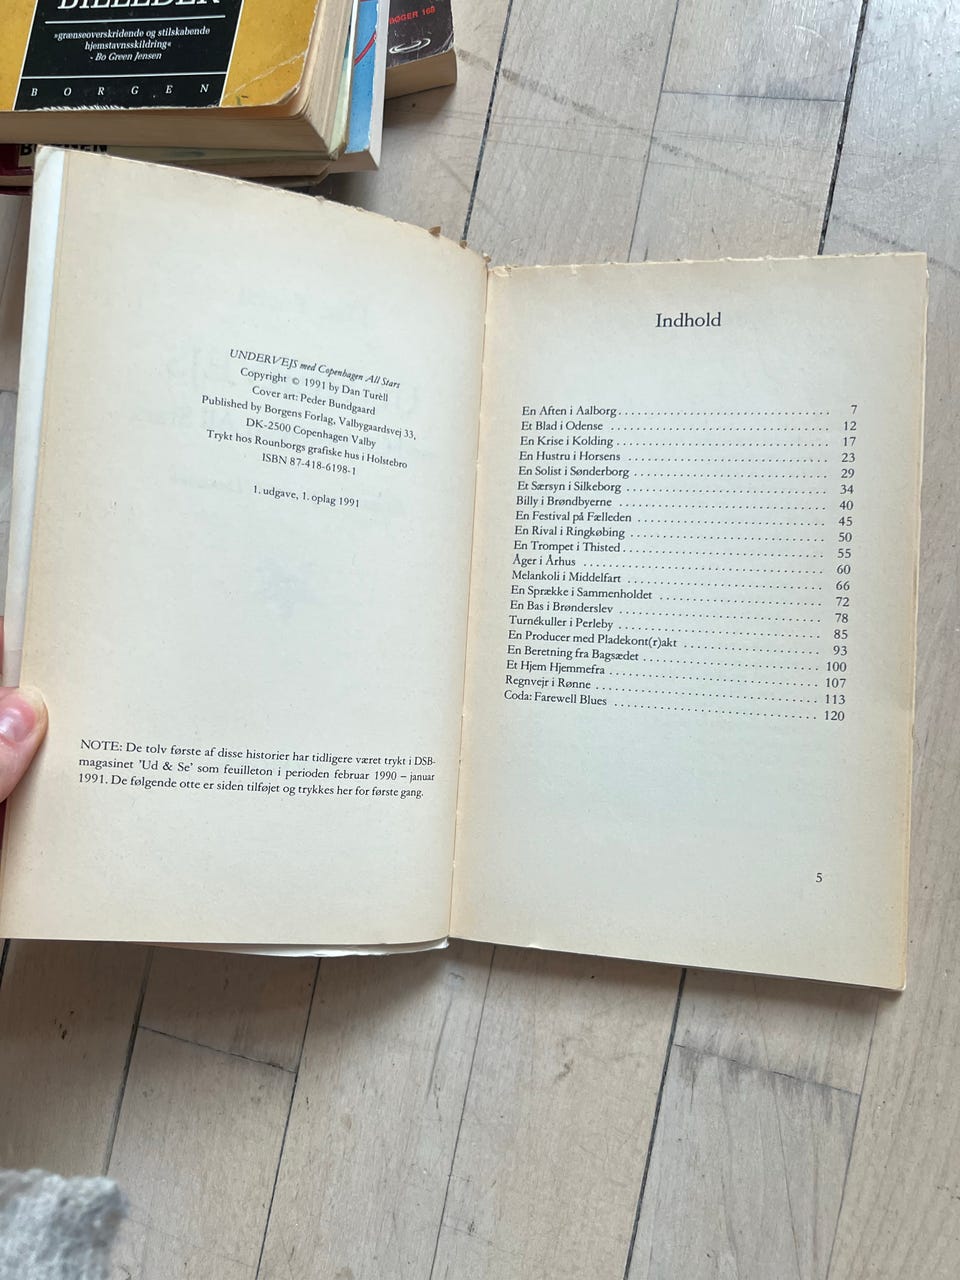 BILLEDER
»grænseoverskridende og stilskabende
hjemstavnsskildring«
- Bo Green Jensen
BORGEN
BØGER 168
UNDERVEJS med Copenhagen All Stars
Copyright © 1991 by Dan Turèll
Cover art: Peder Bundgaard
Published by Borgens Forlag, Valbygaardsvej 33,
DK-2500 Copenhagen Valby
Trykt hos Rounborgs grafiske hus i Holstebro
ISBN 87-418-6198-1
1. udgave, 1. oplag 1991
NOTE: De tolv første af disse historier har tidligere været trykt i DSB-
magasinet 'Ud & Se' som feuilleton i perioden februar 1990 – januar
1991. De følgende otte er siden tilføjet og trykkes her for første gang.
Indhold
En Aften i Aalborg 7
Et Blad i Odense 12
En Krise i Kolding 17
En Hustru i Horsens 23
En Solist i Sønderborg 29
Et Særsyn i Silkeborg 34
Billy i Brøndbyerne 40
En Festival på Fælleden 45
En Rival i Ringkøbing 50
En Trompet i Thisted 55
Åger i Århus 60
Melankoli i Middelfart 66
En Sprække i Sammenholdet 72
En Bas i Brønderslev 78
Turnékuller i Perleby 85
En Producer med Pladekont(r)akt 93
En Beretning fra Bagsædet 100
Et Hjem Hjemmefra 107
Regnvejr i Rønne 113
Coda: Farewell Blues 120
5